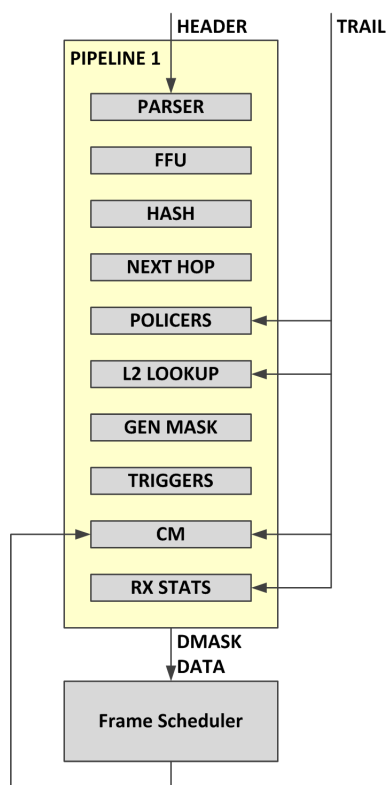 HEADER
TRAIL
PIPELINE 1
PARSER
FFU
HASH
NEXT HOP
POLICERS
L2 LOOKUP
GEN MASK
TRIGGERS
CM
RX STATS
DMASK
DATA
Frame Scheduler